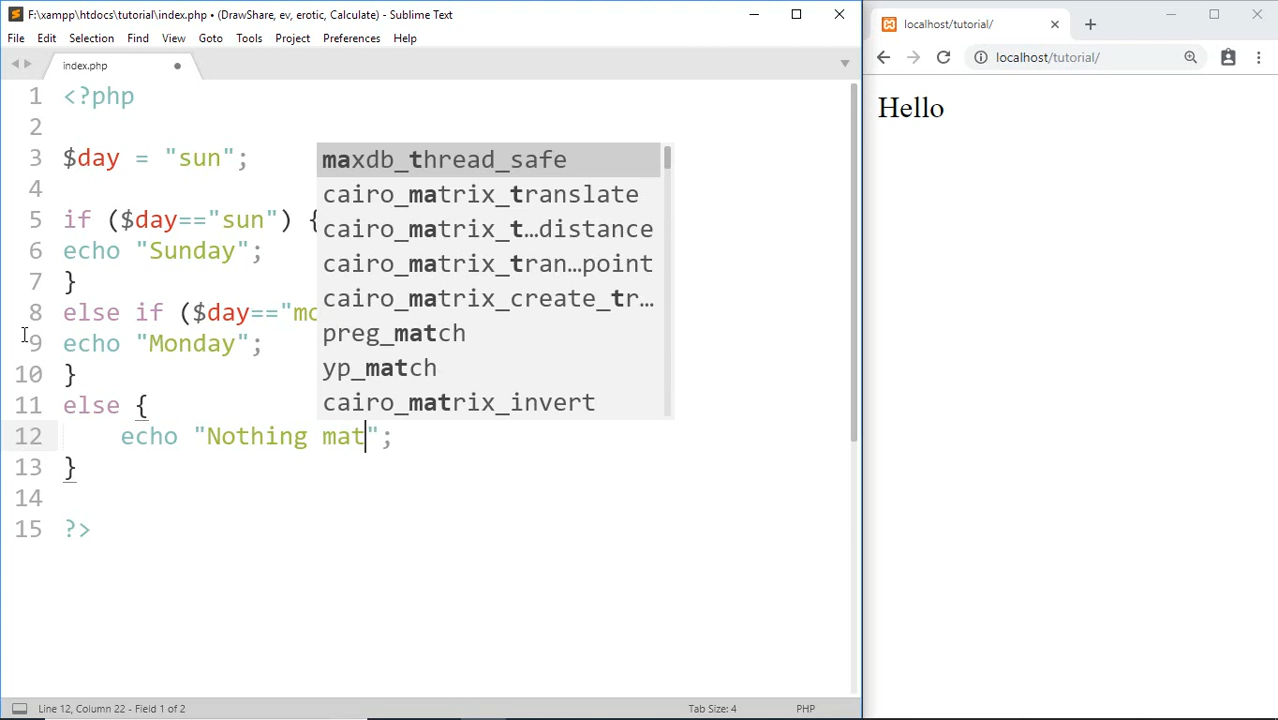 F:\xampp\htdocs\tutorial\index.php • (DrawShare, ev, erotic, Calculate) - Sublime Text
File Edit Selection Find View Goto Tools Project Preferences Help
index.php
1 <?php
2
3 $day = "sun";
4
5 if ($day=="sun") {
6 echo "Sunday";
7 }
8 else if ($day=="mo
9 echo "Monday";
10 }
11 else {
12 echo "Nothing mat";
13 }
14
15 ?>
maxdb_thread_safe
cairo_matrix_translate
cairo_matrix_t…distance
cairo_matrix_tran…point
cairo_matrix_create_tr…
preg_match
yp_match
cairo_matrix_invert
Line 12, Column 22 - Field 1 of 2
Tab Size: 4
PHP
localhost/tutorial/
localhost/tutorial/
Hello